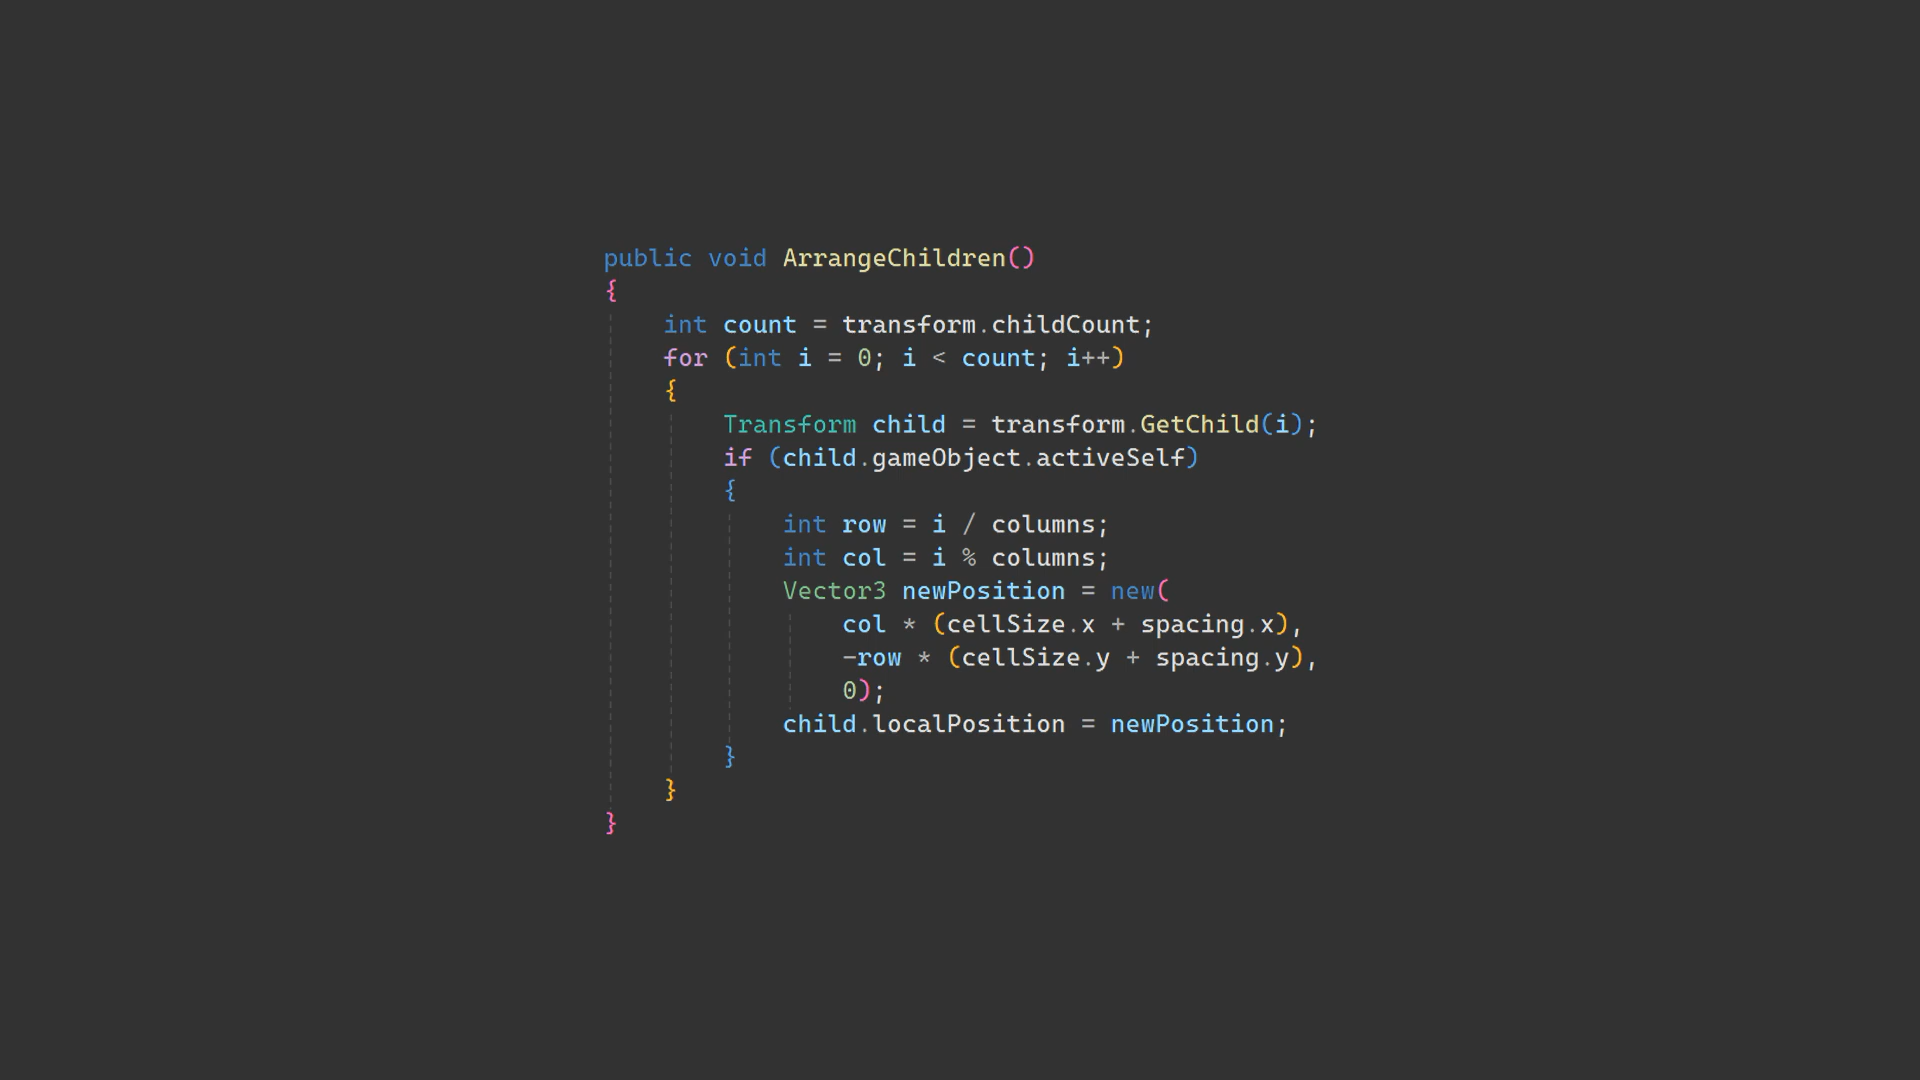 public void ArrangeChildren()
{
    int count = transform.childCount;
    for (int i = 0; i < count; i++)
    {
        Transform child = transform.GetChild(i);
        if (child.gameObject.activeSelf)
        {
            int row = i / columns;
            int col = i % columns;
            Vector3 newPosition = new(
                col * (cellSize.x + spacing.x),
                -row * (cellSize.y + spacing.y),
                0);
            child.localPosition = newPosition;
        }
    }
}